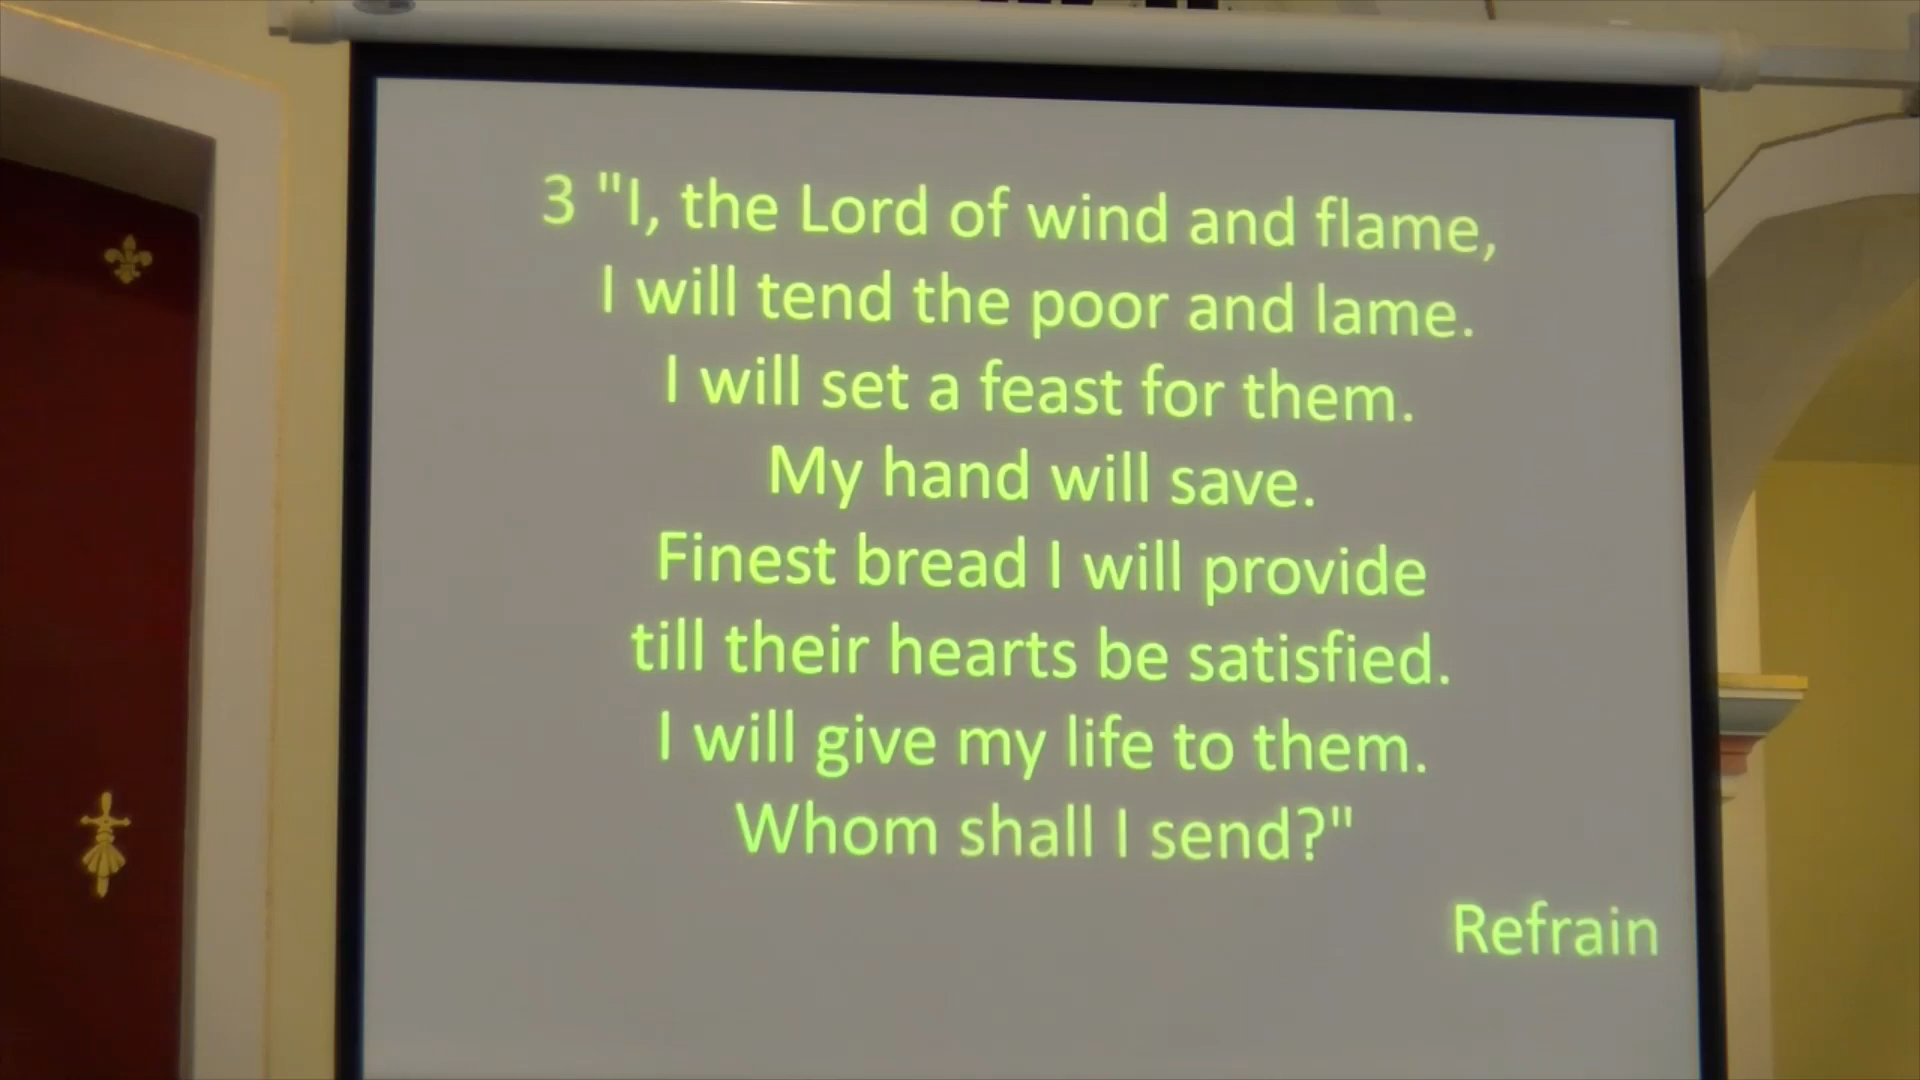 3 "I, the Lord of wind and flame,
I will tend the poor and lame.
I will set a feast for them.
My hand will save.
Finest bread I will provide
till their hearts be satisfied.
I will give my life to them.
Whom shall I send?"
Refrain